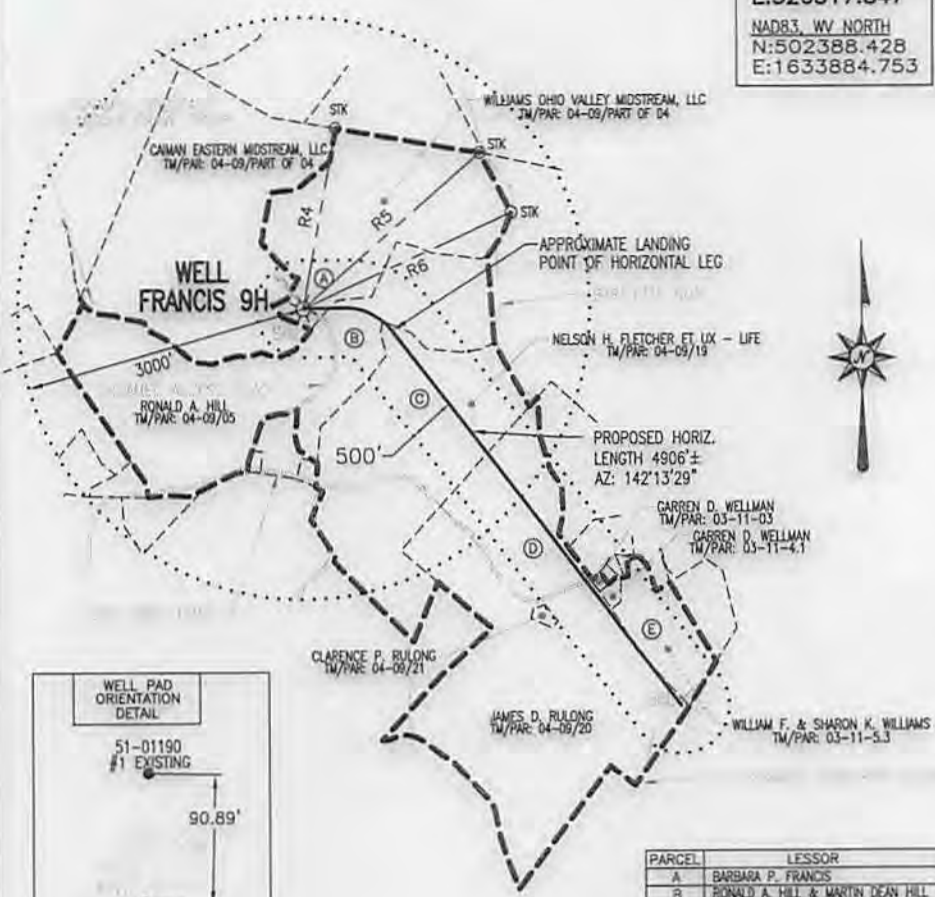 NAD83, WV NORTH
N:502388.428
E:1633884.753
WILLIAMS OHIO VALLEY MIDSTREAM, LLC
TM/PAR: 04-09/PART OF 04
STK
STK
CAIMAN EASTERN MIDSTREAM, LLC
TM/PAR: 04-09/PART OF 04
STK
R4
R5
R6
APPROXIMATE LANDING
POINT OF HORIZONTAL LEG
WELL
FRANCIS 9H
A
B
NELSON H. FLETCHER ET UX - LIFE
TM/PAR: 04-09/19
N
3000'
RONALD A. HILL
TM/PAR: 04-09/05
C
500'
PROPOSED HORIZ.
LENGTH 4906'±
AZ: 142°13'29"
GARREN D. WELLMAN
TM/PAR: 03-11-03
GARREN D. WELLMAN
TM/PAR: 03-11-4.1
D
E
CLARENCE P. RULONG
TM/PAR: 04-09/21
JAMES D. RULONG
TM/PAR: 04-09/20
WILLIAM F. & SHARON K. WILLIAMS
TM/PAR: 03-11-5.3
WELL PAD
ORIENTATION
DETAIL
51-01190
#1 EXISTING
90.89'
PARCEL LESSOR
A BARBARA P. FRANCIS
B RONALD A. HILL & MARTIN DEAN HILL